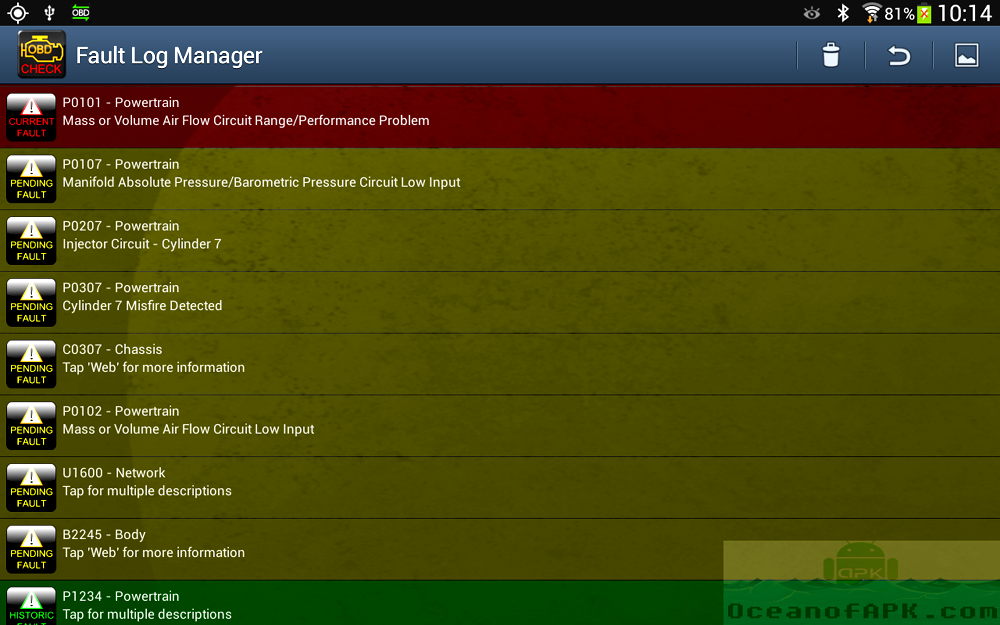 OBD
81%
10:14
OBD
CHECK
Fault Log Manager
CURRENT
FAULT
P0101 - Powertrain
Mass or Volume Air Flow Circuit Range/Performance Problem
PENDING
FAULT
P0107 - Powertrain
Manifold Absolute Pressure/Barometric Pressure Circuit Low Input
PENDING
FAULT
P0207 - Powertrain
Injector Circuit - Cylinder 7
PENDING
FAULT
P0307 - Powertrain
Cylinder 7 Misfire Detected
PENDING
FAULT
C0307 - Chassis
Tap 'Web' for more information
PENDING
FAULT
P0102 - Powertrain
Mass or Volume Air Flow Circuit Low Input
PENDING
FAULT
U1600 - Network
Tap for multiple descriptions
PENDING
FAULT
B2245 - Body
Tap 'Web' for more information
HISTORIC
FAULT
P1234 - Powertrain
Tap for multiple descriptions
APK
OceanofAPK.com